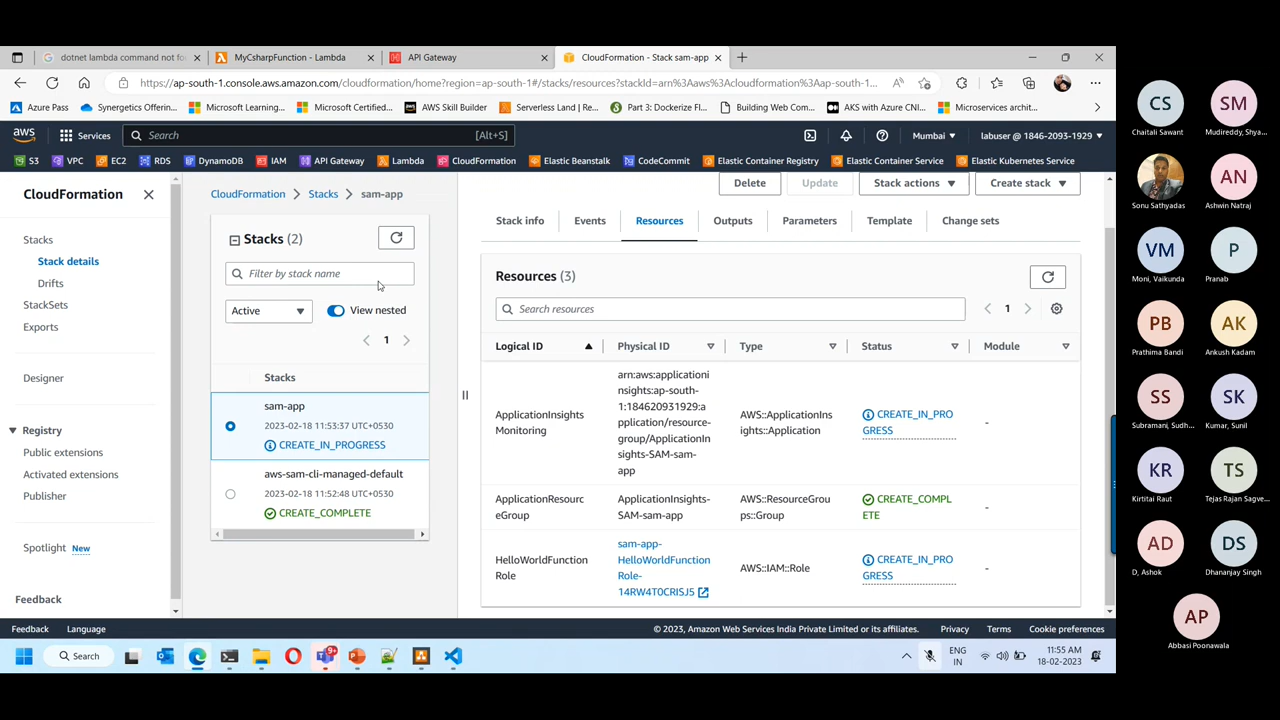 dotnet lambda command not fo
MyCsharpFunction - Lambda
API Gateway
CloudFormation - Stack sam-app
https://ap-south-1.console.aws.amazon.com/cloudformation/home?region=ap-south-1#/stacks/resources?stackId=arn%3Aaws%3Acloudformation%3Aap-south-1...
Azure Pass
Synergetics Offerin...
Microsoft Learning...
Microsoft Certified...
AWS Skill Builder
Serverless Land | Re...
Part 3: Dockerize Fl...
Building Web Com...
AKS with Azure CNI...
Microservices archit...
aws
Services
Search
[Alt+S]
Mumbai
labuser @ 1846-2093-1929
S3
VPC
EC2
RDS
DynamoDB
IAM
API Gateway
Lambda
CloudFormation
Elastic Beanstalk
CodeCommit
Elastic Container Registry
Elastic Container Service
Elastic Kubernetes Service
CloudFormation
Stacks
Stack details
Drifts
StackSets
Exports
Designer
Registry
Public extensions
Activated extensions
Publisher
Spotlight New
Feedback
CloudFormation
Stacks
sam-app
Stacks (2)
Filter by stack name
Active
View nested
1
Stacks
sam-app
2023-02-18 11:53:37 UTC+0530
CREATE_IN_PROGRESS
aws-sam-cli-managed-default
2023-02-18 11:52:48 UTC+0530
CREATE_COMPLETE
Delete
Update
Stack actions
Create stack
Stack info
Events
Resources
Outputs
Parameters
Template
Change sets
Resources (3)
Search resources
1
Logical ID
Physical ID
Type
Status
Module
ApplicationInsights
Monitoring
arn:aws:applicationi
nsights:ap-south-
1:184620931929:a
pplication/resource-
group/ApplicationIn
sights-SAM-sam-
app
AWS::ApplicationIns
ights::Application
CREATE_IN_PRO
GRESS
-
ApplicationResourc
eGroup
ApplicationInsights-
SAM-sam-app
AWS::ResourceGrou
ps::Group
CREATE_COMPL
ETE
-
HelloWorldFunction
Role
sam-app-
HelloWorldFunction
Role-
14RW4T0CRISJ5
AWS::IAM::Role
CREATE_IN_PRO
GRESS
-
Feedback
Language
© 2023, Amazon Web Services India Private Limited or its affiliates.
Privacy
Terms
Cookie preferences
Search
9+
ENG
IN
11:55 AM
18-02-2023
CS
Chaitali Sawant
SM
Mudireddy, Shya...
Sonu Sathyadas
AN
Ashwin Natraj
VM
Moni, Vaikunda
P
Pranab
PB
Prathima Bandi
AK
Ankush Kadam
SS
Subramani, Sudh...
SK
Kumar, Sunil
KR
Kirtitai Raut
TS
Tejas Rajan Sagve...
AD
D, Ashok
DS
Dhananjay Singh
AP
Abbasi Poonawala